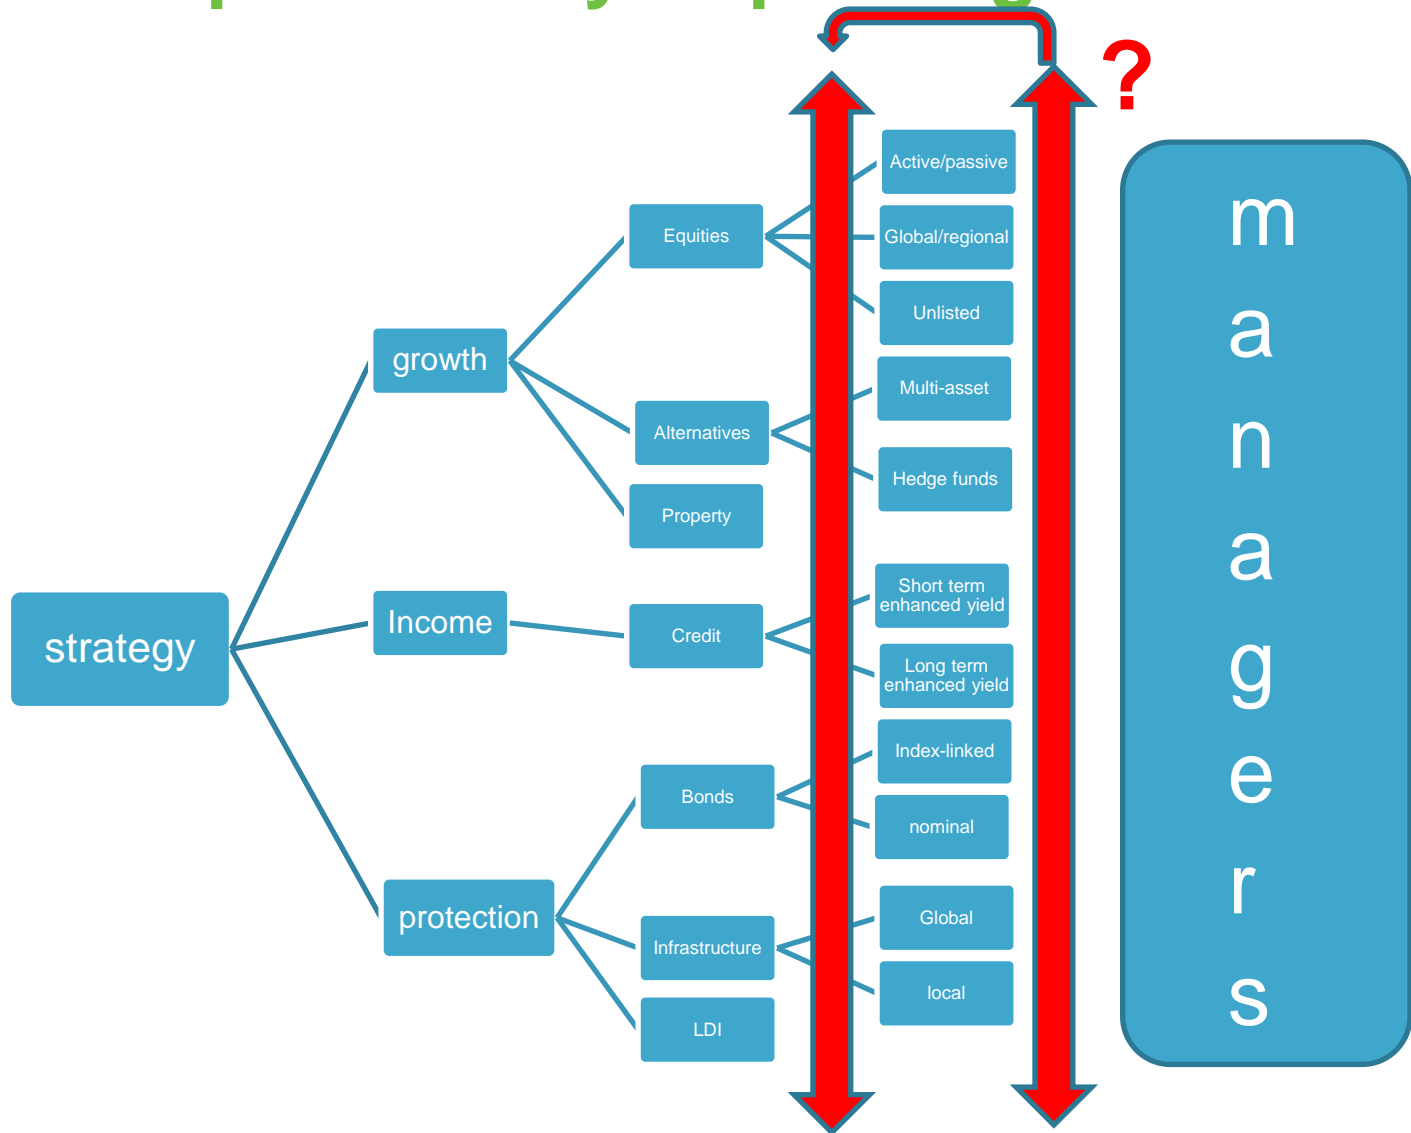 ?
Active/passive
Equities
Global/regional
Unlisted
growth
Multi-asset
Alternatives
Hedge funds
Property
Short term
enhanced yield
Income
Credit
strategy
Long term
enhanced yield
Index-linked
Bonds
nominal
protection
Global
Infrastructure
local
LDI
m
a
n
a
g
e
r
s